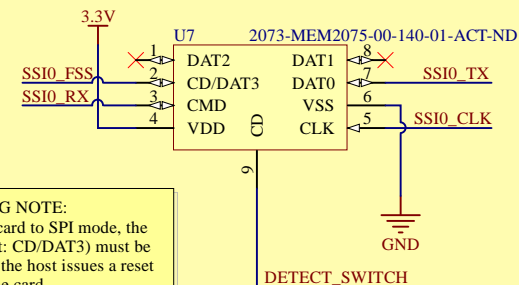 3.3V
U7 2073-MEM2075-00-140-01-ACT-ND
1 DAT2 DAT1 8
SSI0_FSS 2 CD/DAT3 DAT0 7 SSI0_TX
SSI0_RX 3 CMD VSS 6
4 VDD CD CLK 5 SSI0_CLK
9
GND
G NOTE:
card to SPI mode, the
t: CD/DAT3) must be
the host issues a reset
card
DETECT_SWITCH